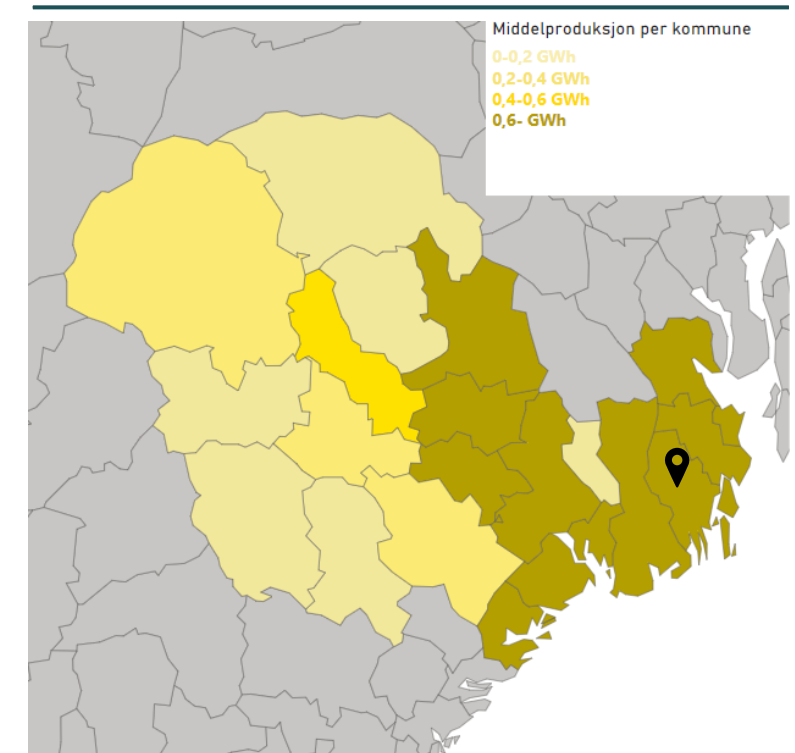 Middelproduksjon per kommune
0-0,2 GWh
0,2-0,4 GWh
0,4-0,6 GWh
0,6- GWh